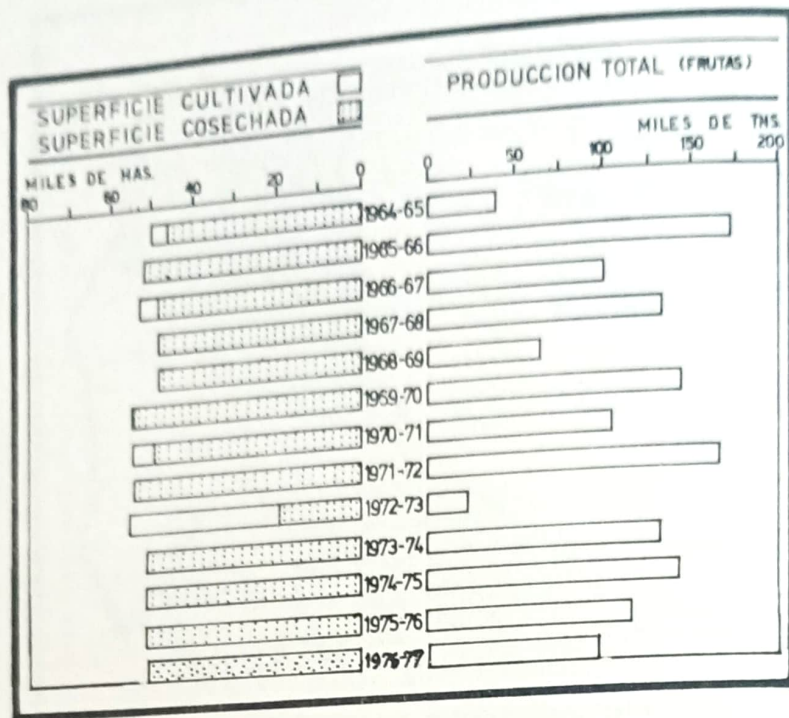 SUPERFICIE CULTIVADA
SUPERFICIE COSECHADA
PRODUCCION TOTAL (FRUTAS)
MILES DE HAS.
80 60 40 20 0
MILES DE TNS.
0 50 100 150 200
1964-65
1965-66
1966-67
1967-68
1968-69
1969-70
1970-71
1971-72
1972-73
1973-74
1974-75
1975-76
1976-77